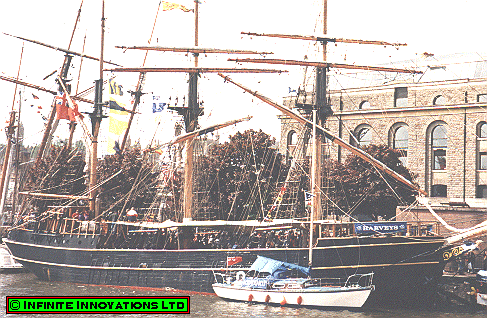 HARVEYS
© INFINITE INNOVATIONS LTD